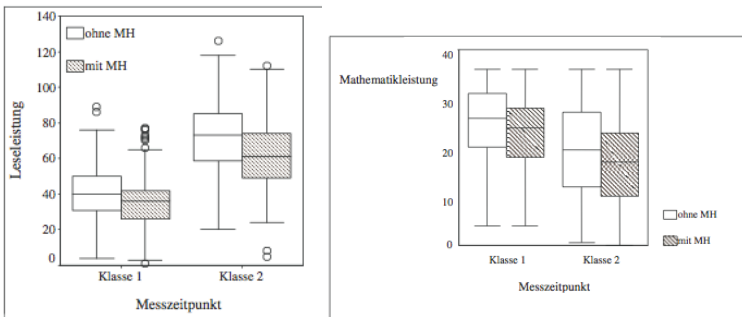 140
120
100
80
60
40
20
0
Leseleistung
ohne MH
mit MH
Klasse 1
Klasse 2
Messzeitpunkt
Mathematikleistung
40
30
20
10
0
ohne MH
mit MH
Klasse 1
Klasse 2
Messzeitpunkt